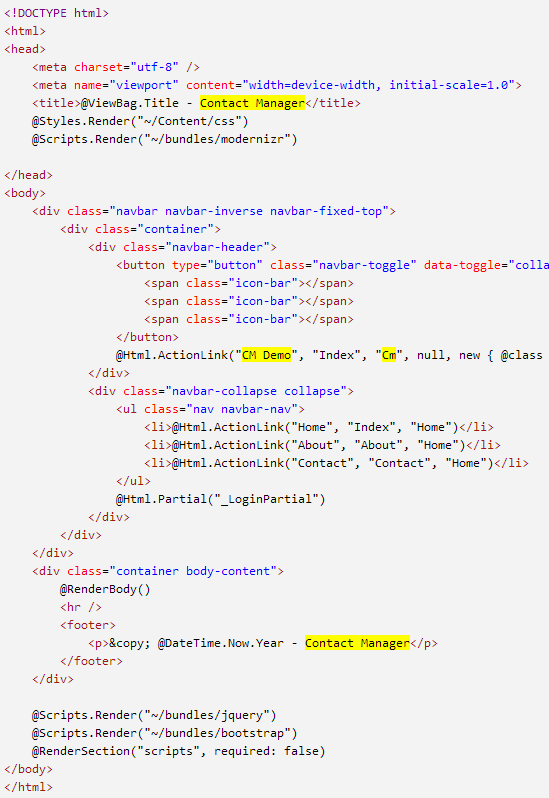 <!DOCTYPE html>
<html>
<head>
    <meta charset="utf-8" />
    <meta name="viewport" content="width=device-width, initial-scale=1.0">
    <title>@ViewBag.Title - Contact Manager</title>
    @Styles.Render("~/Content/css")
    @Scripts.Render("~/bundles/modernizr")

</head>
<body>
    <div class="navbar navbar-inverse navbar-fixed-top">
        <div class="container">
            <div class="navbar-header">
                <button type="button" class="navbar-toggle" data-toggle="colla
                    <span class="icon-bar"></span>
                    <span class="icon-bar"></span>
                    <span class="icon-bar"></span>
                </button>
                @Html.ActionLink("CM Demo", "Index", "Cm", null, new { @class
            </div>
            <div class="navbar-collapse collapse">
                <ul class="nav navbar-nav">
                    <li>@Html.ActionLink("Home", "Index", "Home")</li>
                    <li>@Html.ActionLink("About", "About", "Home")</li>
                    <li>@Html.ActionLink("Contact", "Contact", "Home")</li>
                </ul>
                @Html.Partial("_LoginPartial")
            </div>
        </div>
    </div>
    <div class="container body-content">
        @RenderBody()
        <hr />
        <footer>
            <p>&copy; @DateTime.Now.Year - Contact Manager</p>
        </footer>
    </div>

    @Scripts.Render("~/bundles/jquery")
    @Scripts.Render("~/bundles/bootstrap")
    @RenderSection("scripts", required: false)
</body>
</html>